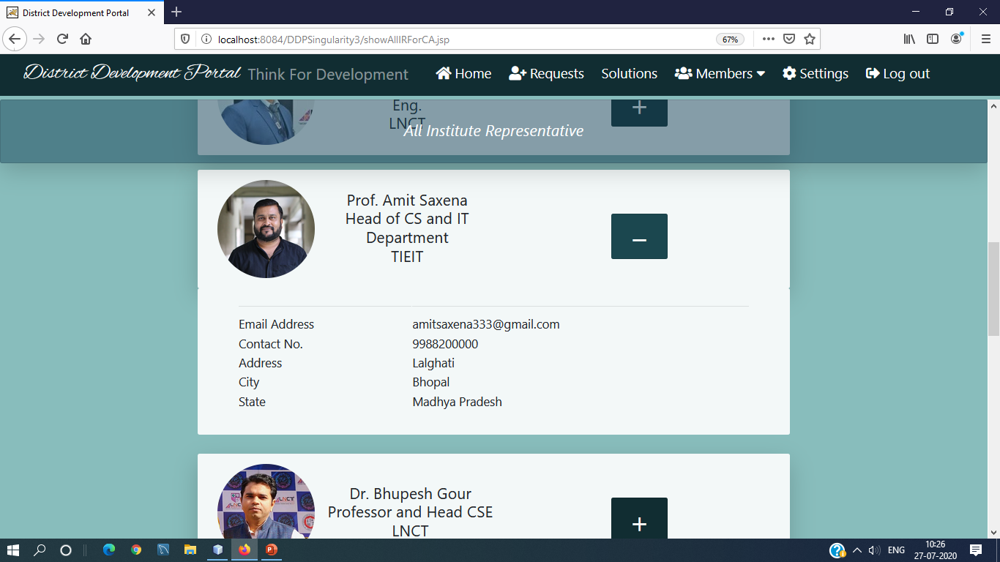 District Development Portal
localhost:8084/DDPSingularity3/showAllIRForCA.jsp
67%
District Development Portal Think For Development Home Requests Solutions Members Settings Log out
Eng.
LNCT
All Institute Representative
Prof. Amit Saxena
Head of CS and IT
Department
TIEIT
Email Address amitsaxena333@gmail.com
Contact No. 9988200000
Address Lalghati
City Bhopal
State Madhya Pradesh
Dr. Bhupesh Gour
Professor and Head CSE
LNCT
ENG
10:26
27-07-2020